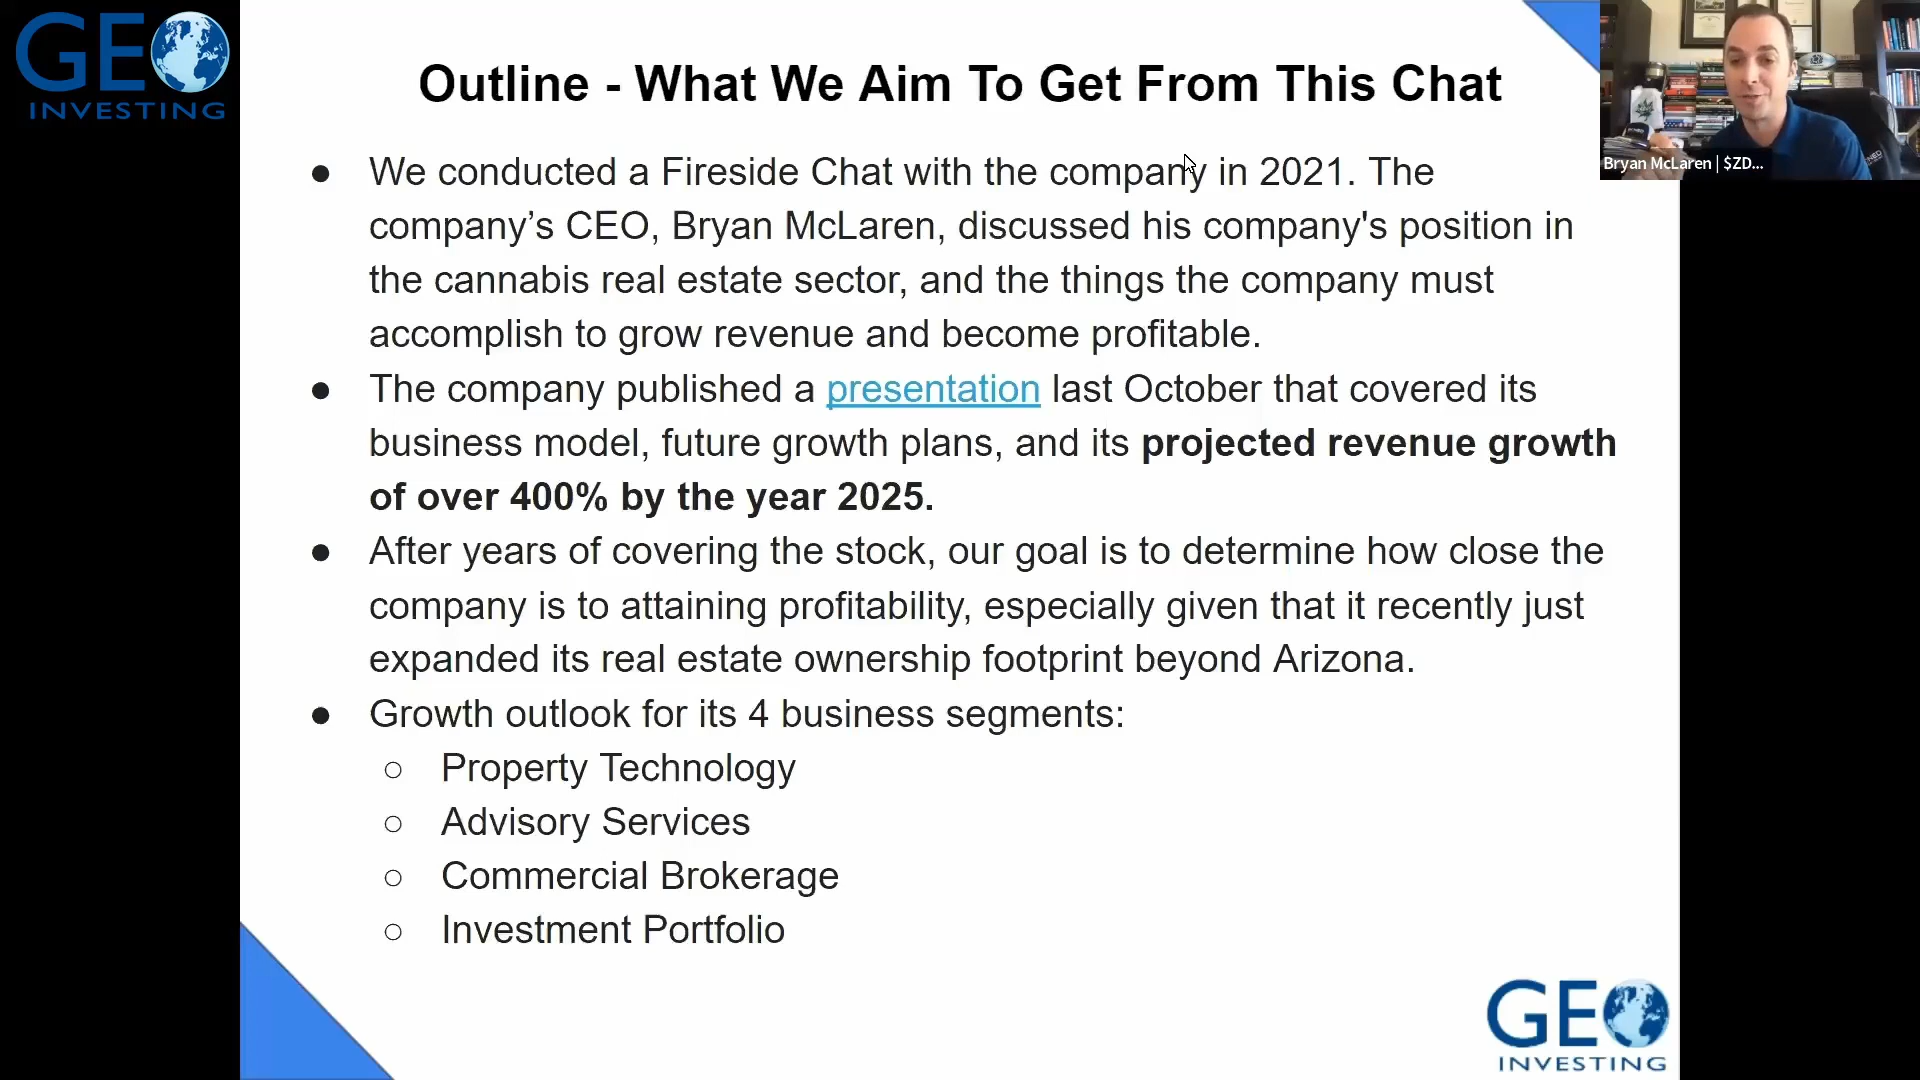 GEO
INVESTING
Outline - What We Aim To Get From This Chat
Bryan McLaren | $ZD...
● We conducted a Fireside Chat with the company in 2021. The
company’s CEO, Bryan McLaren, discussed his company's position in
the cannabis real estate sector, and the things the company must
accomplish to grow revenue and become profitable.
● The company published a presentation last October that covered its
business model, future growth plans, and its projected revenue growth
of over 400% by the year 2025.
● After years of covering the stock, our goal is to determine how close the
company is to attaining profitability, especially given that it recently just
expanded its real estate ownership footprint beyond Arizona.
● Growth outlook for its 4 business segments:
○ Property Technology
○ Advisory Services
○ Commercial Brokerage
○ Investment Portfolio
GEO
INVESTING